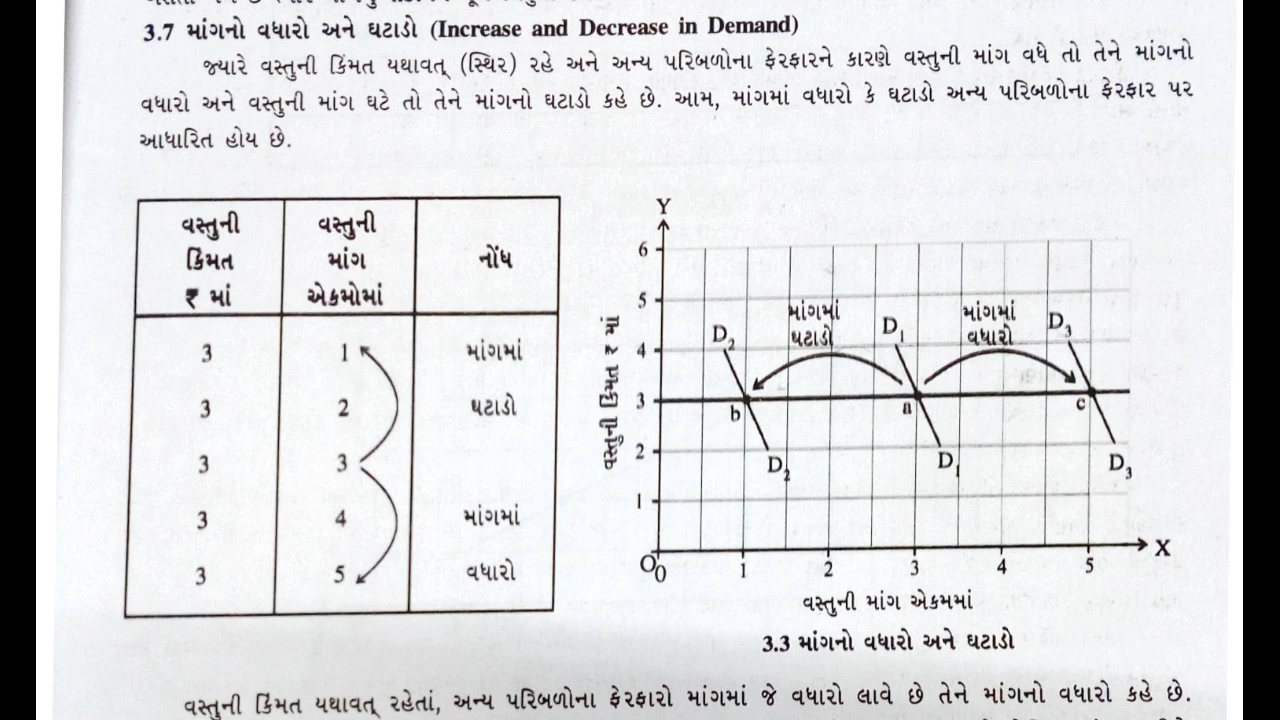 3.7 માંગનો વધારો અને ઘટાડો (Increase and Decrease in Demand)
જ્યારે વસ્તુની કિંમત યથાવત્ (સ્થિર) રહે અને અન્ય પરિબળોના ફેરફારને કારણે વસ્તુની માંગ વધે તો તેને માંગનો
વધારો અને વસ્તુની માંગ ઘટે તો તેને માંગનો ઘટાડો કહે છે. આમ, માંગમાં વધારો કે ઘટાડો અન્ય પરિબળોના ફેરફાર પર
આધારિત હોય છે.
વસ્તુની કિંમત ₹ માં
વસ્તુની માંગ એકમોમાં
નોંધ
3 1 માંગમાં
3 2 ઘટાડો
3 3
3 4 માંગમાં
3 5 વધારો
Y
6
5
4
3
2
1
O
0 1 2 3 4 5 X
વસ્તુની કિંમત ₹ માં
માંગમાં ઘટાડો
માંગમાં વધારો
D2 D1 D3
b a c
D2 D1 D3
વસ્તુની માંગ એકમમાં
3.3 માંગનો વધારો અને ઘટાડો
વસ્તુની કિંમત યથાવત્ રહેતાં, અન્ય પરિબળોના ફેરફારો માંગમાં જે વધારો લાવે છે તેને માંગનો વધારો કહે છે.